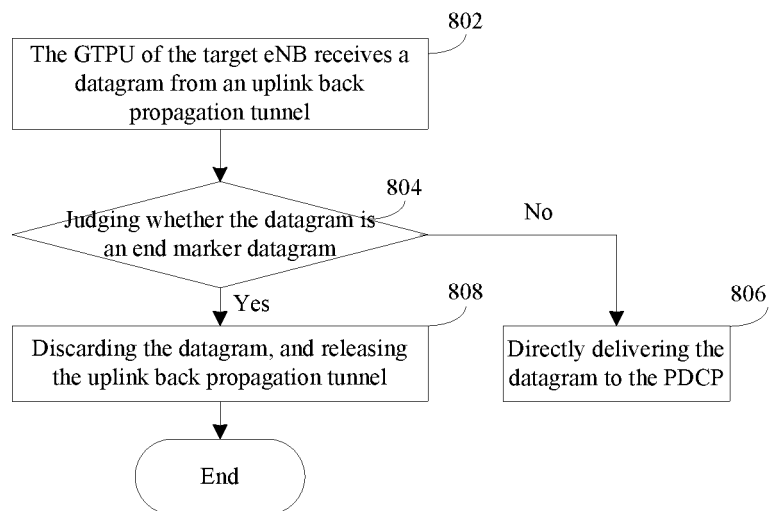 802
The GTPU of the target eNB receives a
datagram from an uplink back
propagation tunnel
804
Judging whether the datagram is
an end marker datagram
No
Yes
808
806
Discarding the datagram, and releasing
the uplink back propagation tunnel
Directly delivering the
datagram to the PDCP
End